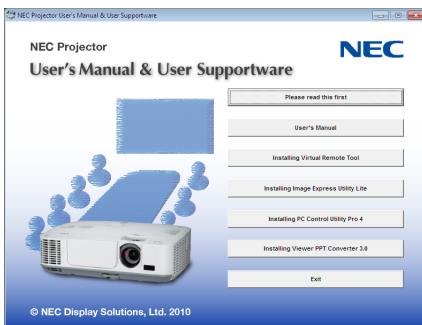 NEC Projector User's Manual & User Supportware
NEC Projector
NEC
User's Manual & User Supportware
Please read this first
User's Manual
Installing Virtual Remote Tool
Installing Image Express Utility Lite
Installing PC Control Utility Pro 4
Installing Viewer PPT Converter 3.0
Exit
© NEC Display Solutions, Ltd. 2010